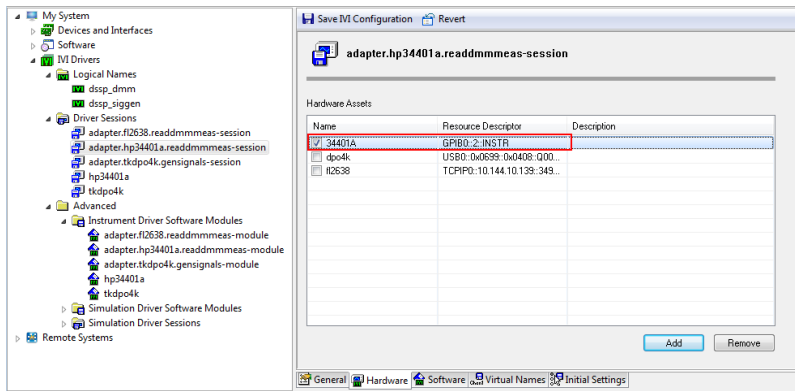 My System
Devices and Interfaces
Software
IVI Drivers
Logical Names
dssp_dmm
dssp_siggen
Driver Sessions
adapter.fl2638.readdmmmeas-session
adapter.hp34401a.readdmmmeas-session
adapter.tkdpo4k.gensignals-session
hp34401a
tkdpo4k
Advanced
Instrument Driver Software Modules
adapter.fl2638.readdmmmeas-module
adapter.hp34401a.readdmmmeas-module
adapter.tkdpo4k.gensignals-module
hp34401a
tkdpo4k
Simulation Driver Software Modules
Simulation Driver Sessions
Remote Systems
Save IVI Configuration Revert
adapter.hp34401a.readdmmmeas-session
Hardware Assets
Name Resource Descriptor Description
34401A GPIB0::2::INSTR
dpo4k USB0::0x0699::0x0408::Q00...
fl2638 TCPIP0::10.144.10.139::349...
Add Remove
General Hardware Software Virtual Names Initial Settings